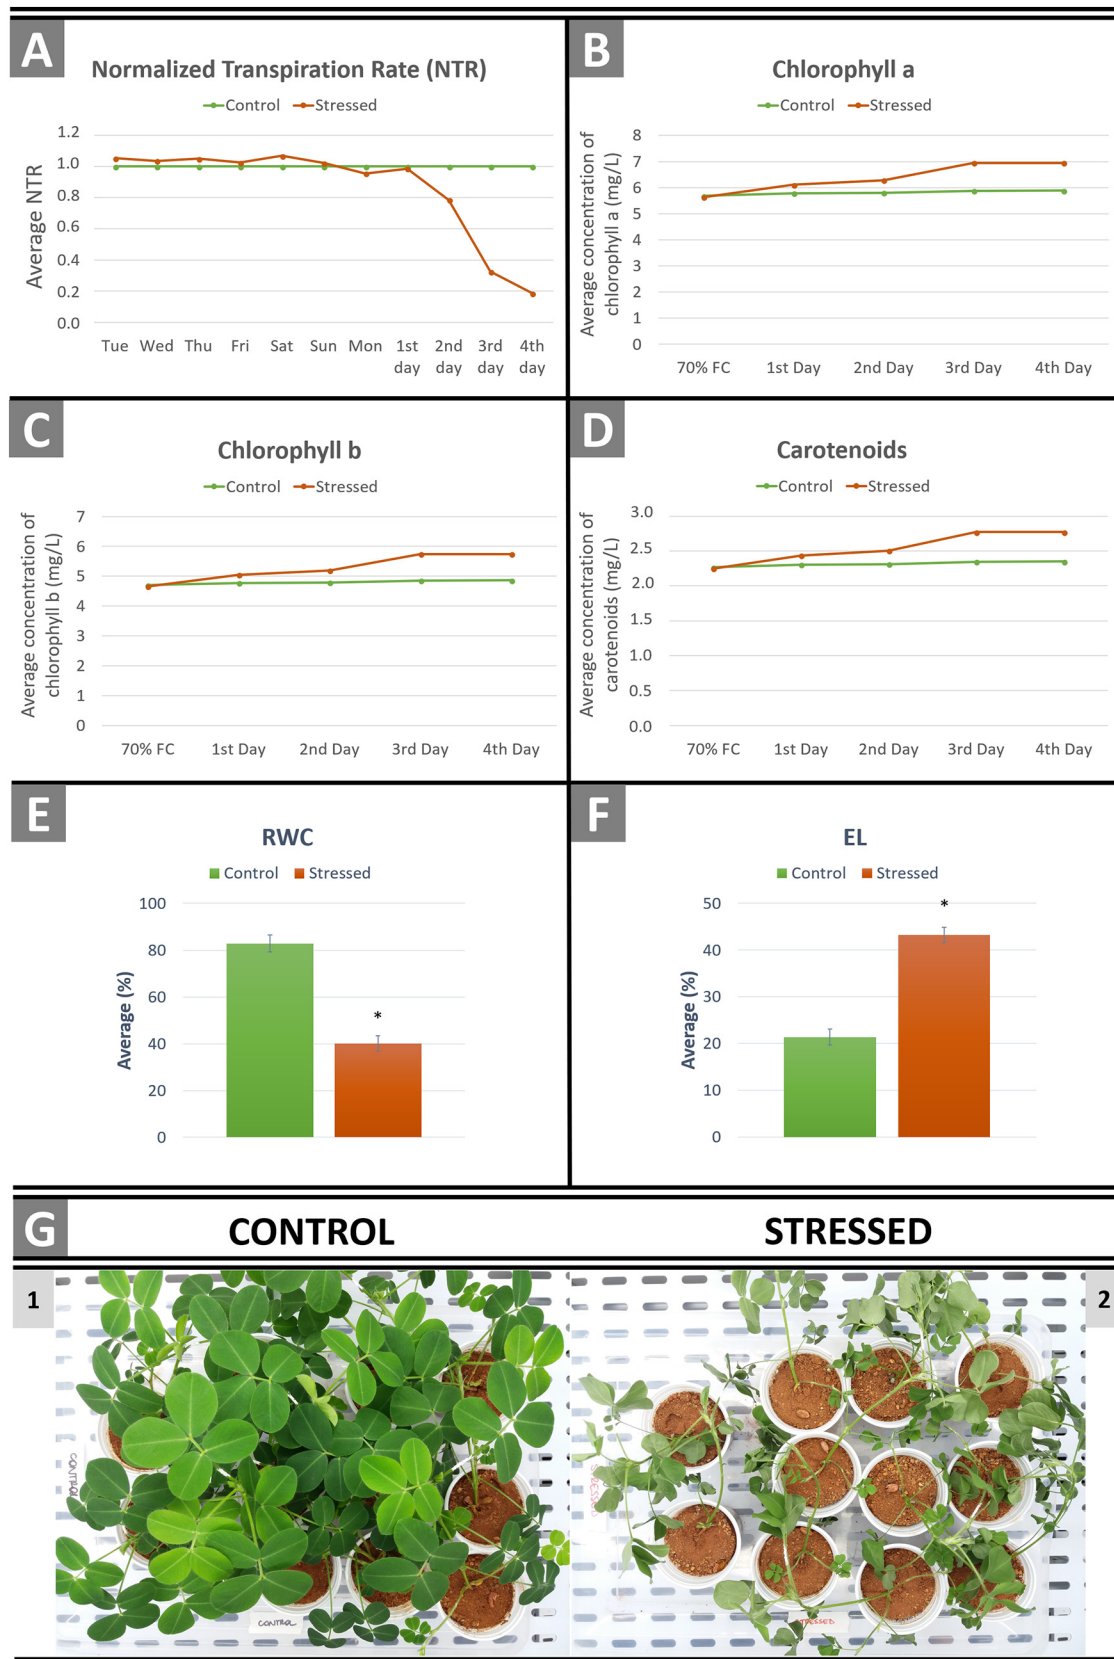 A
Normalized Transpiration Rate (NTR)
Control Stressed
Average NTR
1.2
1.0
0.8
0.6
0.4
0.2
0.0
Tue Wed Thu Fri Sat Sun Mon 1st day 2nd day 3rd day 4th day
B
Chlorophyll a
Control Stressed
Average concentration of
chlorophyll a (mg/L)
8
7
6
5
4
3
2
1
0
70% FC 1st Day 2nd Day 3rd Day 4th Day
C
Chlorophyll b
Control Stressed
Average concentration of
chlorophyll b (mg/L)
7
6
5
4
3
2
1
0
70% FC 1st Day 2nd Day 3rd Day 4th Day
D
Carotenoids
Control Stressed
Average concentration of
carotenoids (mg/L)
3.0
2.5
2.0
1.5
1.0
0.5
0.0
70% FC 1st Day 2nd Day 3rd Day 4th Day
E
RWC
Control Stressed
Average (%)
100
80
60
40
20
0
*
F
EL
Control Stressed
Average (%)
50
40
30
20
10
0
*
G
CONTROL STRESSED
1
2
CONTROL
CONTROL
STRESSED
STRESSED